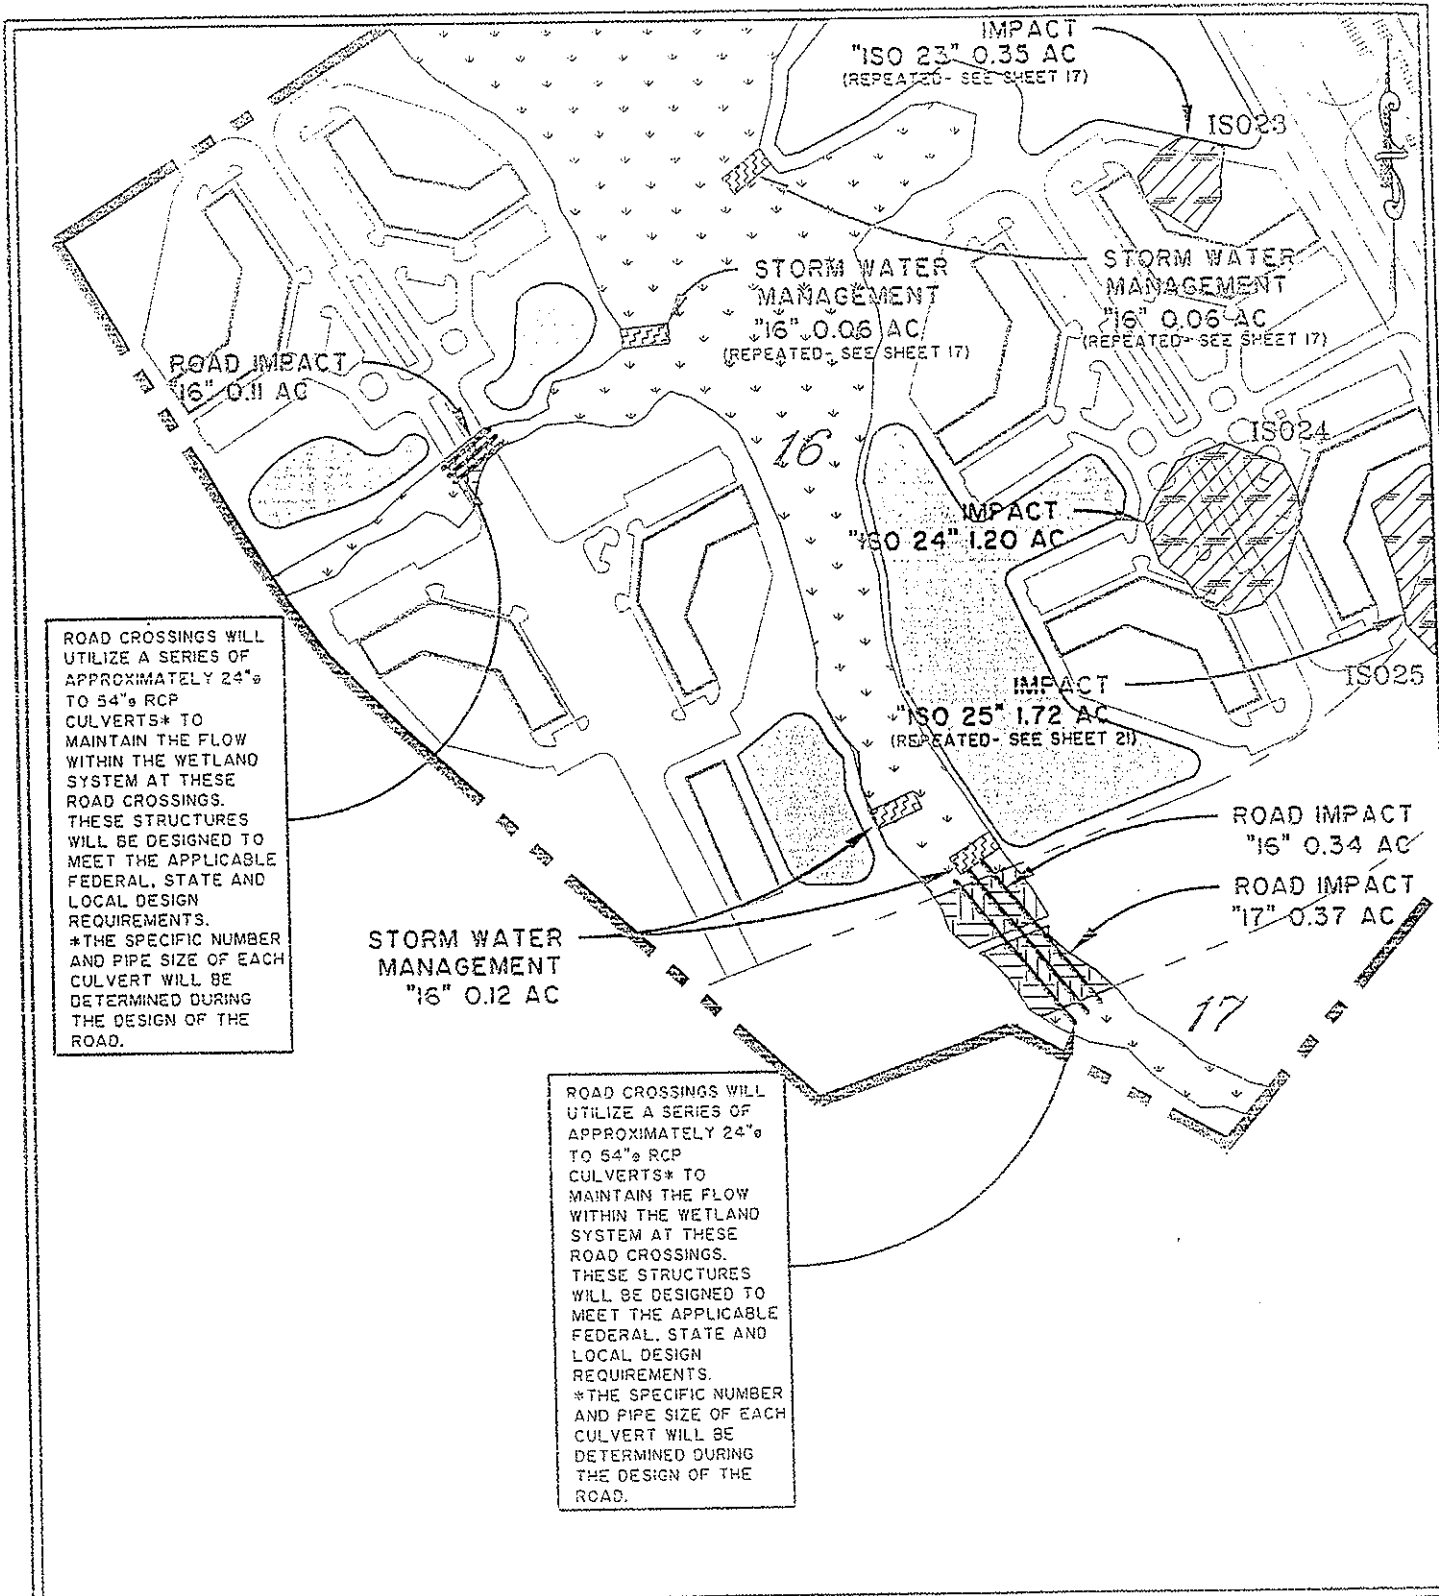 IMPACT
"ISO 23" 0.35 AC
(REPEATED- SEE SHEET 17)
ISO23
STORM WATER
MANAGEMENT
"16" 0.06 AC
(REPEATED- SEE SHEET 17)
STORM WATER
MANAGEMENT
"16" 0.06 AC
(REPEATED- SEE SHEET 17)
ROAD IMPACT
"16" 0.11 AC
16
ISO24
IMPACT
"ISO 24" 1.20 AC
IMPACT
"ISO 25" 1.72 AC
(REPEATED- SEE SHEET 21)
ISO25
ROAD CROSSINGS WILL
UTILIZE A SERIES OF
APPROXIMATELY 24"ø
TO 54"ø RCP
CULVERTS* TO
MAINTAIN THE FLOW
WITHIN THE WETLAND
SYSTEM AT THESE
ROAD CROSSINGS.
THESE STRUCTURES
WILL BE DESIGNED TO
MEET THE APPLICABLE
FEDERAL, STATE AND
LOCAL DESIGN
REQUIREMENTS.
*THE SPECIFIC NUMBER
AND PIPE SIZE OF EACH
CULVERT WILL BE
DETERMINED DURING
THE DESIGN OF THE
ROAD.
ROAD IMPACT
"16" 0.34 AC
ROAD IMPACT
"17" 0.37 AC
STORM WATER
MANAGEMENT
"16" 0.12 AC
17
ROAD CROSSINGS WILL
UTILIZE A SERIES OF
APPROXIMATELY 24"ø
TO 54"ø RCP
CULVERTS* TO
MAINTAIN THE FLOW
WITHIN THE WETLAND
SYSTEM AT THESE
ROAD CROSSINGS.
THESE STRUCTURES
WILL BE DESIGNED TO
MEET THE APPLICABLE
FEDERAL, STATE AND
LOCAL DESIGN
REQUIREMENTS.
*THE SPECIFIC NUMBER
AND PIPE SIZE OF EACH
CULVERT WILL BE
DETERMINED DURING
THE DESIGN OF THE
ROAD.